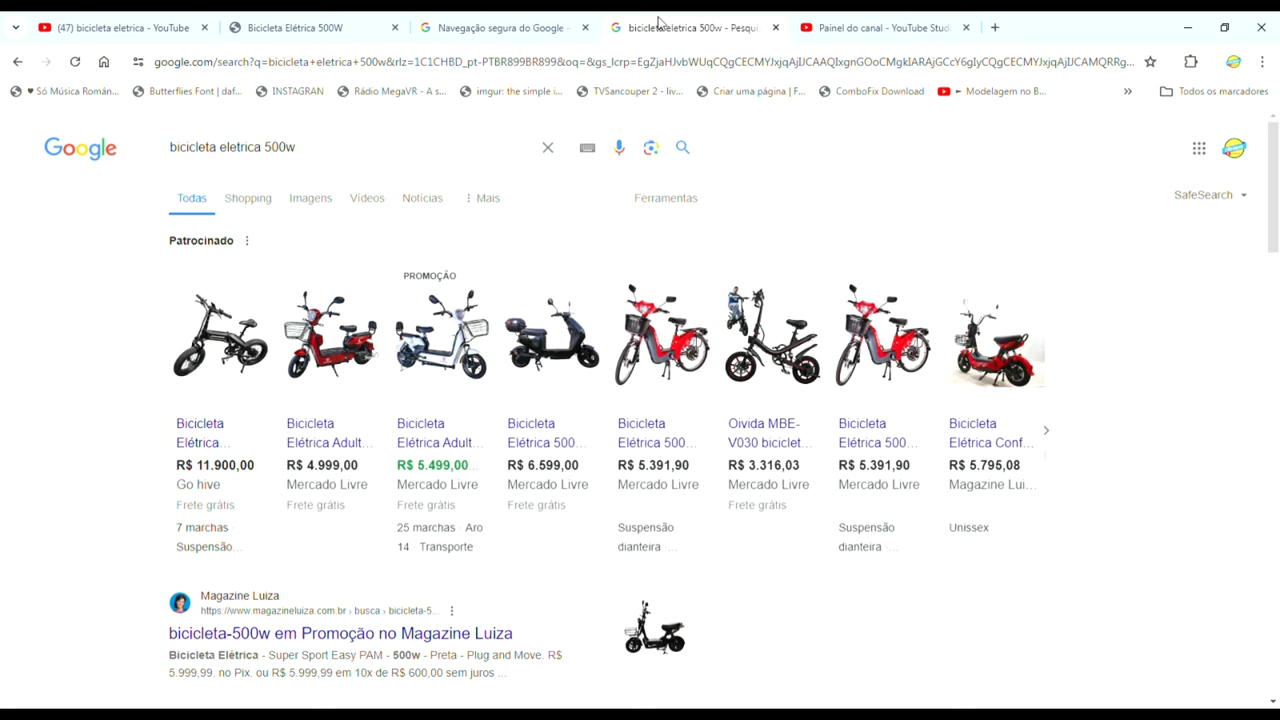 (47) bicicleta eletrica - YouTube
Bicicleta Elétrica 500W
Navegação segura do Google -
bicicleta eletrica 500w - Pesqui
Painel do canal - YouTube Stud
google.com/search?q=bicicleta+eletrica+500w&rlz=1C1CHBD_pt-PTBR899BR899&oq=&gs_lcrp=EgZjaHJvbWUqCQgCECMYJxjqAjIJCAAQIxgnGOoCMgkIARAjGCcY6gIyCQgCECMYJxjqAjIJCAMQRRg...
♥ Só Música Român...
Butterflies Font | daf...
INSTAGRAN
Rádio MegaVR - A s...
imgur: the simple i...
TVSancouper 2 - liv...
Criar uma página | F...
ComboFix Download
► Modelagem no B...
»
Todos os marcadores
Google
bicicleta eletrica 500w
Todas
Shopping
Imagens
Vídeos
Notícias
Mais
Ferramentas
SafeSearch
Patrocinado
PROMOÇÃO
Bicicleta
Elétrica...
R$ 11.900,00
Go hive
Frete grátis
7 marchas ·
Suspensão...
Bicicleta
Elétrica Adult...
R$ 4.999,00
Mercado Livre
Frete grátis
Bicicleta
Elétrica Adult...
R$ 5.499,00...
Mercado Livre
Frete grátis
25 marchas · Aro
14 · Transporte
Bicicleta
Elétrica 500...
R$ 6.599,00
Mercado Livre
Frete grátis
Bicicleta
Elétrica 500...
R$ 5.391,90
Mercado Livre
Suspensão
dianteira ...
Oivida MBE-
V030 biciclet...
R$ 3.316,03
Mercado Livre
Frete grátis
Bicicleta
Elétrica 500...
R$ 5.391,90
Mercado Livre
Suspensão
dianteira ...
Bicicleta
Elétrica Conf...
R$ 5.795,08
Magazine Lui...
Unissex
Magazine Luiza
https://www.magazineluiza.com.br › busca › bicicleta-5...
bicicleta-500w em Promoção no Magazine Luiza
Bicicleta Elétrica - Super Sport Easy PAM - 500w - Preta - Plug and Move. R$
5.999,99. no Pix. ou R$ 5.999,99 em 10x de R$ 600,00 sem juros ...